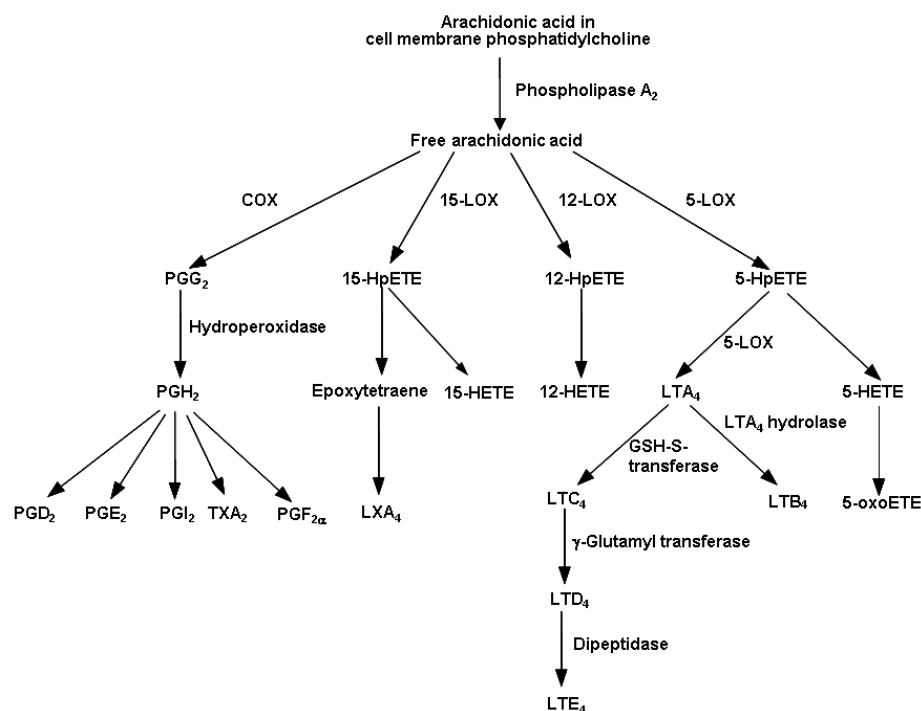 Arachidonic acid in
cell membrane phosphatidylcholine
Phospholipase A₂
Free arachidonic acid
COX
15-LOX
12-LOX
5-LOX
PGG₂
15-HpETE
12-HpETE
5-HpETE
Hydroperoxidase
5-LOX
PGH₂
Epoxytetraene
15-HETE
12-HETE
LTA₄
5-HETE
LTA₄ hydrolase
GSH-S-
transferase
PGD₂
PGE₂
PGI₂
TXA₂
PGF₂α
LXA₄
LTC₄
LTB₄
5-oxoETE
γ-Glutamyl transferase
LTD₄
Dipeptidase
LTE₄